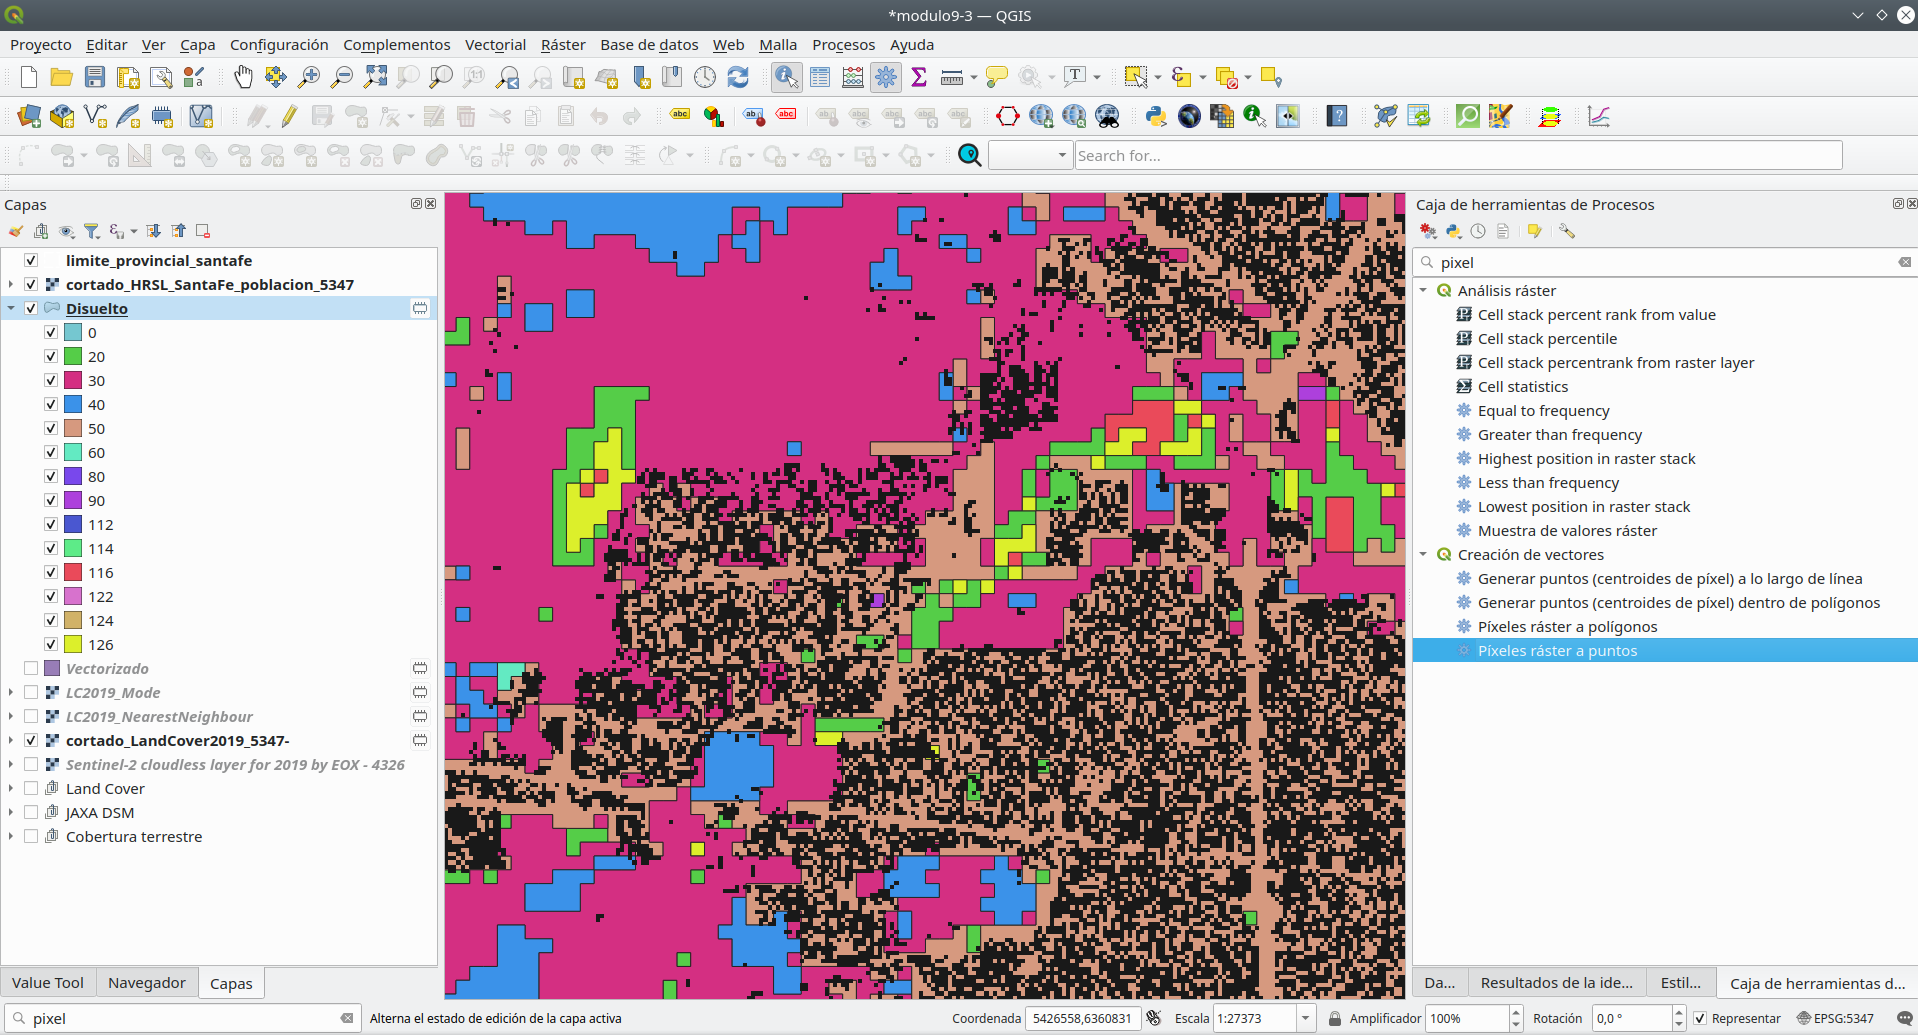 *modulo9-3 — QGIS
Proyecto Editar Ver Capa Configuración Complementos Vectorial Ráster Base de datos Web Malla Procesos Ayuda
Search for...
Capas
limite_provincial_santafe
cortado_HRSL_SantaFe_poblacion_5347
Disuelto
0
20
30
40
50
60
80
90
112
114
116
122
124
126
Vectorizado
LC2019_Mode
LC2019_NearestNeighbour
cortado_LandCover2019_5347-
Sentinel-2 cloudless layer for 2019 by EOX - 4326
Land Cover
JAXA DSM
Cobertura terrestre
Value Tool Navegador Capas
Caja de herramientas de Procesos
pixel
Análisis ráster
Cell stack percent rank from value
Cell stack percentile
Cell stack percentrank from raster layer
Cell statistics
Equal to frequency
Greater than frequency
Highest position in raster stack
Less than frequency
Lowest position in raster stack
Muestra de valores ráster
Creación de vectores
Generar puntos (centroides de píxel) a lo largo de línea
Generar puntos (centroides de píxel) dentro de polígonos
Píxeles ráster a polígonos
Píxeles ráster a puntos
Da... Resultados de la ide... Estil... Caja de herramientas d...
pixel Alterna el estado de edición de la capa activa Coordenada 5426558,6360831 Escala 1:27373 Amplificador 100% Rotación 0,0 ° Representar EPSG:5347